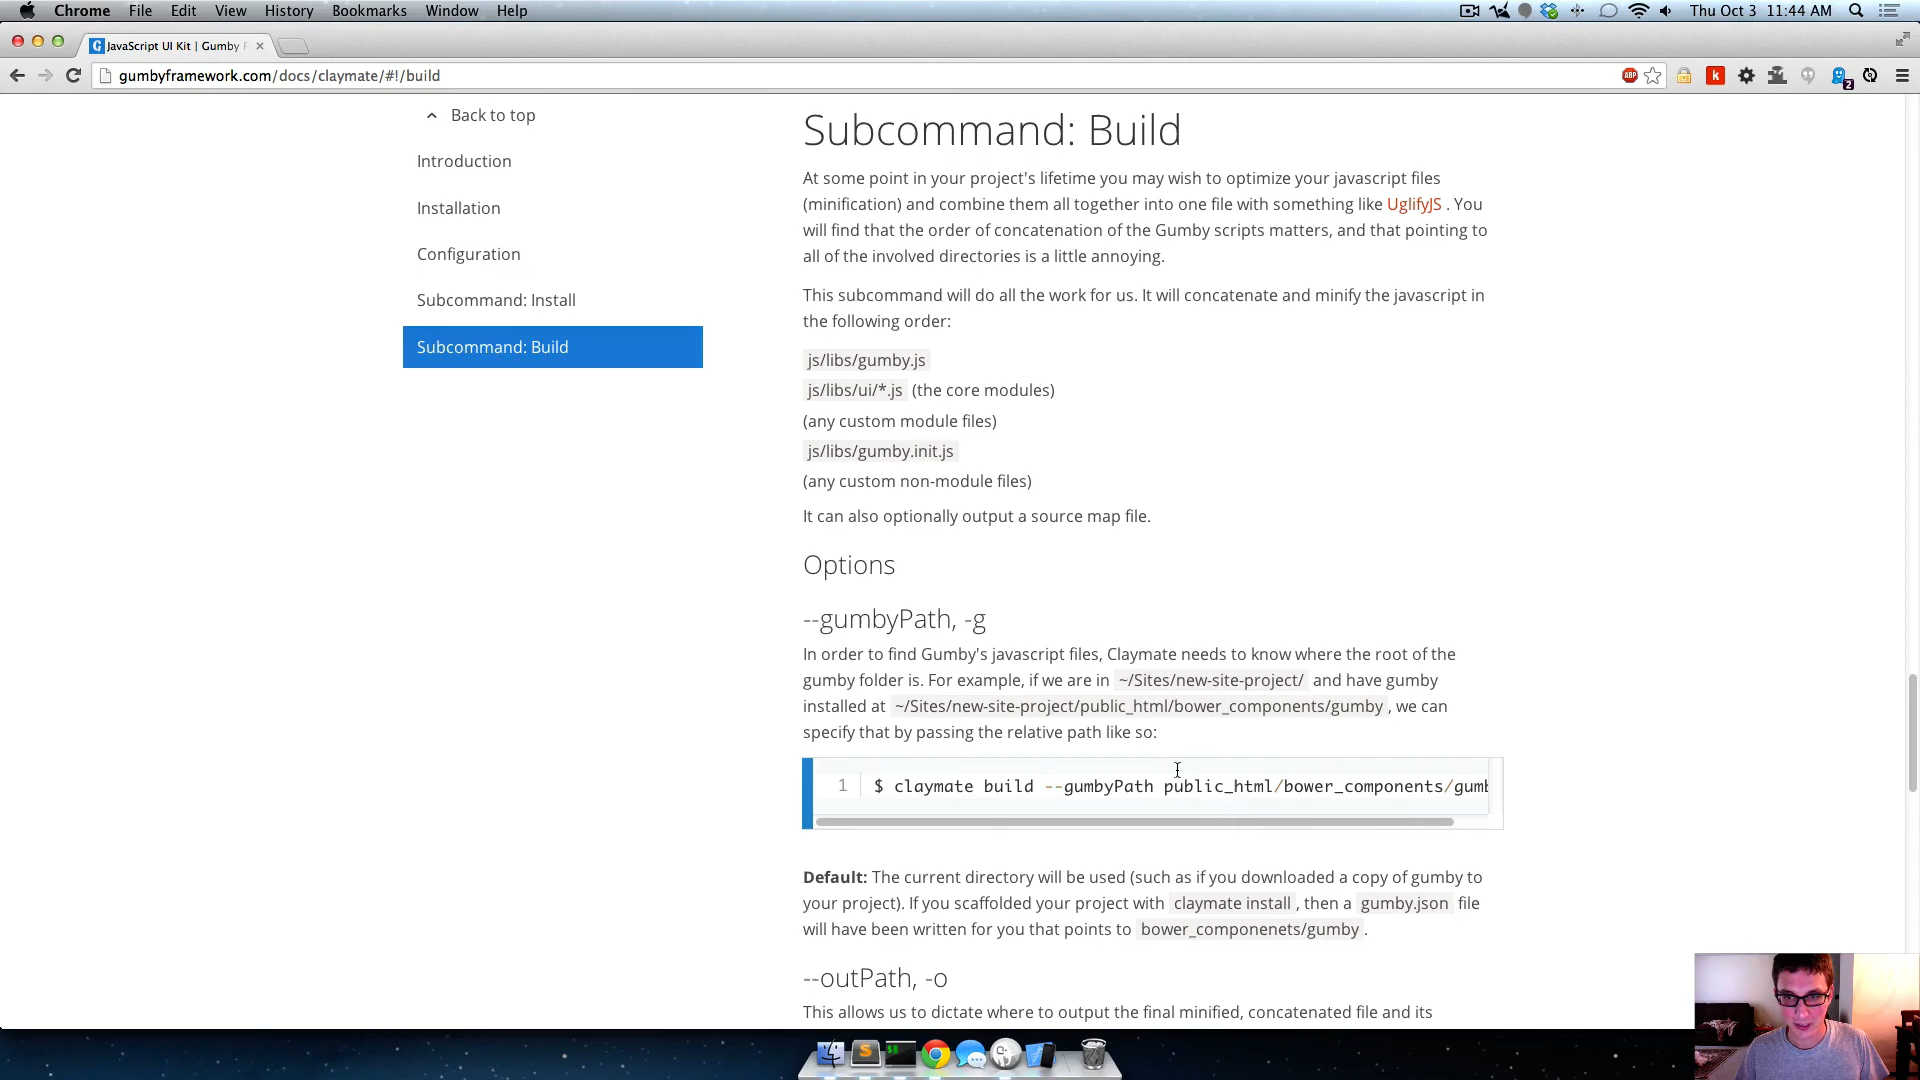 Chrome File Edit View History Bookmarks Window Help
Thu Oct 3 11:44 AM
JavaScript UI Kit | Gumby F
gumbyframework.com/docs/claymate/#!/build
ABP
k
2
Back to top
Introduction
Installation
Configuration
Subcommand: Install
Subcommand: Build
Subcommand: Build
At some point in your project's lifetime you may wish to optimize your javascript files
(minification) and combine them all together into one file with something like UglifyJS . You
will find that the order of concatenation of the Gumby scripts matters, and that pointing to
all of the involved directories is a little annoying.
This subcommand will do all the work for us. It will concatenate and minify the javascript in
the following order:
js/libs/gumby.js
js/libs/ui/*.js (the core modules)
(any custom module files)
js/libs/gumby.init.js
(any custom non-module files)
It can also optionally output a source map file.
Options
--gumbyPath, -g
In order to find Gumby's javascript files, Claymate needs to know where the root of the
gumby folder is. For example, if we are in ~/Sites/new-site-project/ and have gumby
installed at ~/Sites/new-site-project/public_html/bower_components/gumby , we can
specify that by passing the relative path like so:
1 $ claymate build --gumbyPath public_html/bower_components/gumb
Default: The current directory will be used (such as if you downloaded a copy of gumby to
your project). If you scaffolded your project with claymate install , then a gumby.json file
will have been written for you that points to bower_componenets/gumby .
--outPath, -o
This allows us to dictate where to output the final minified, concatenated file and its